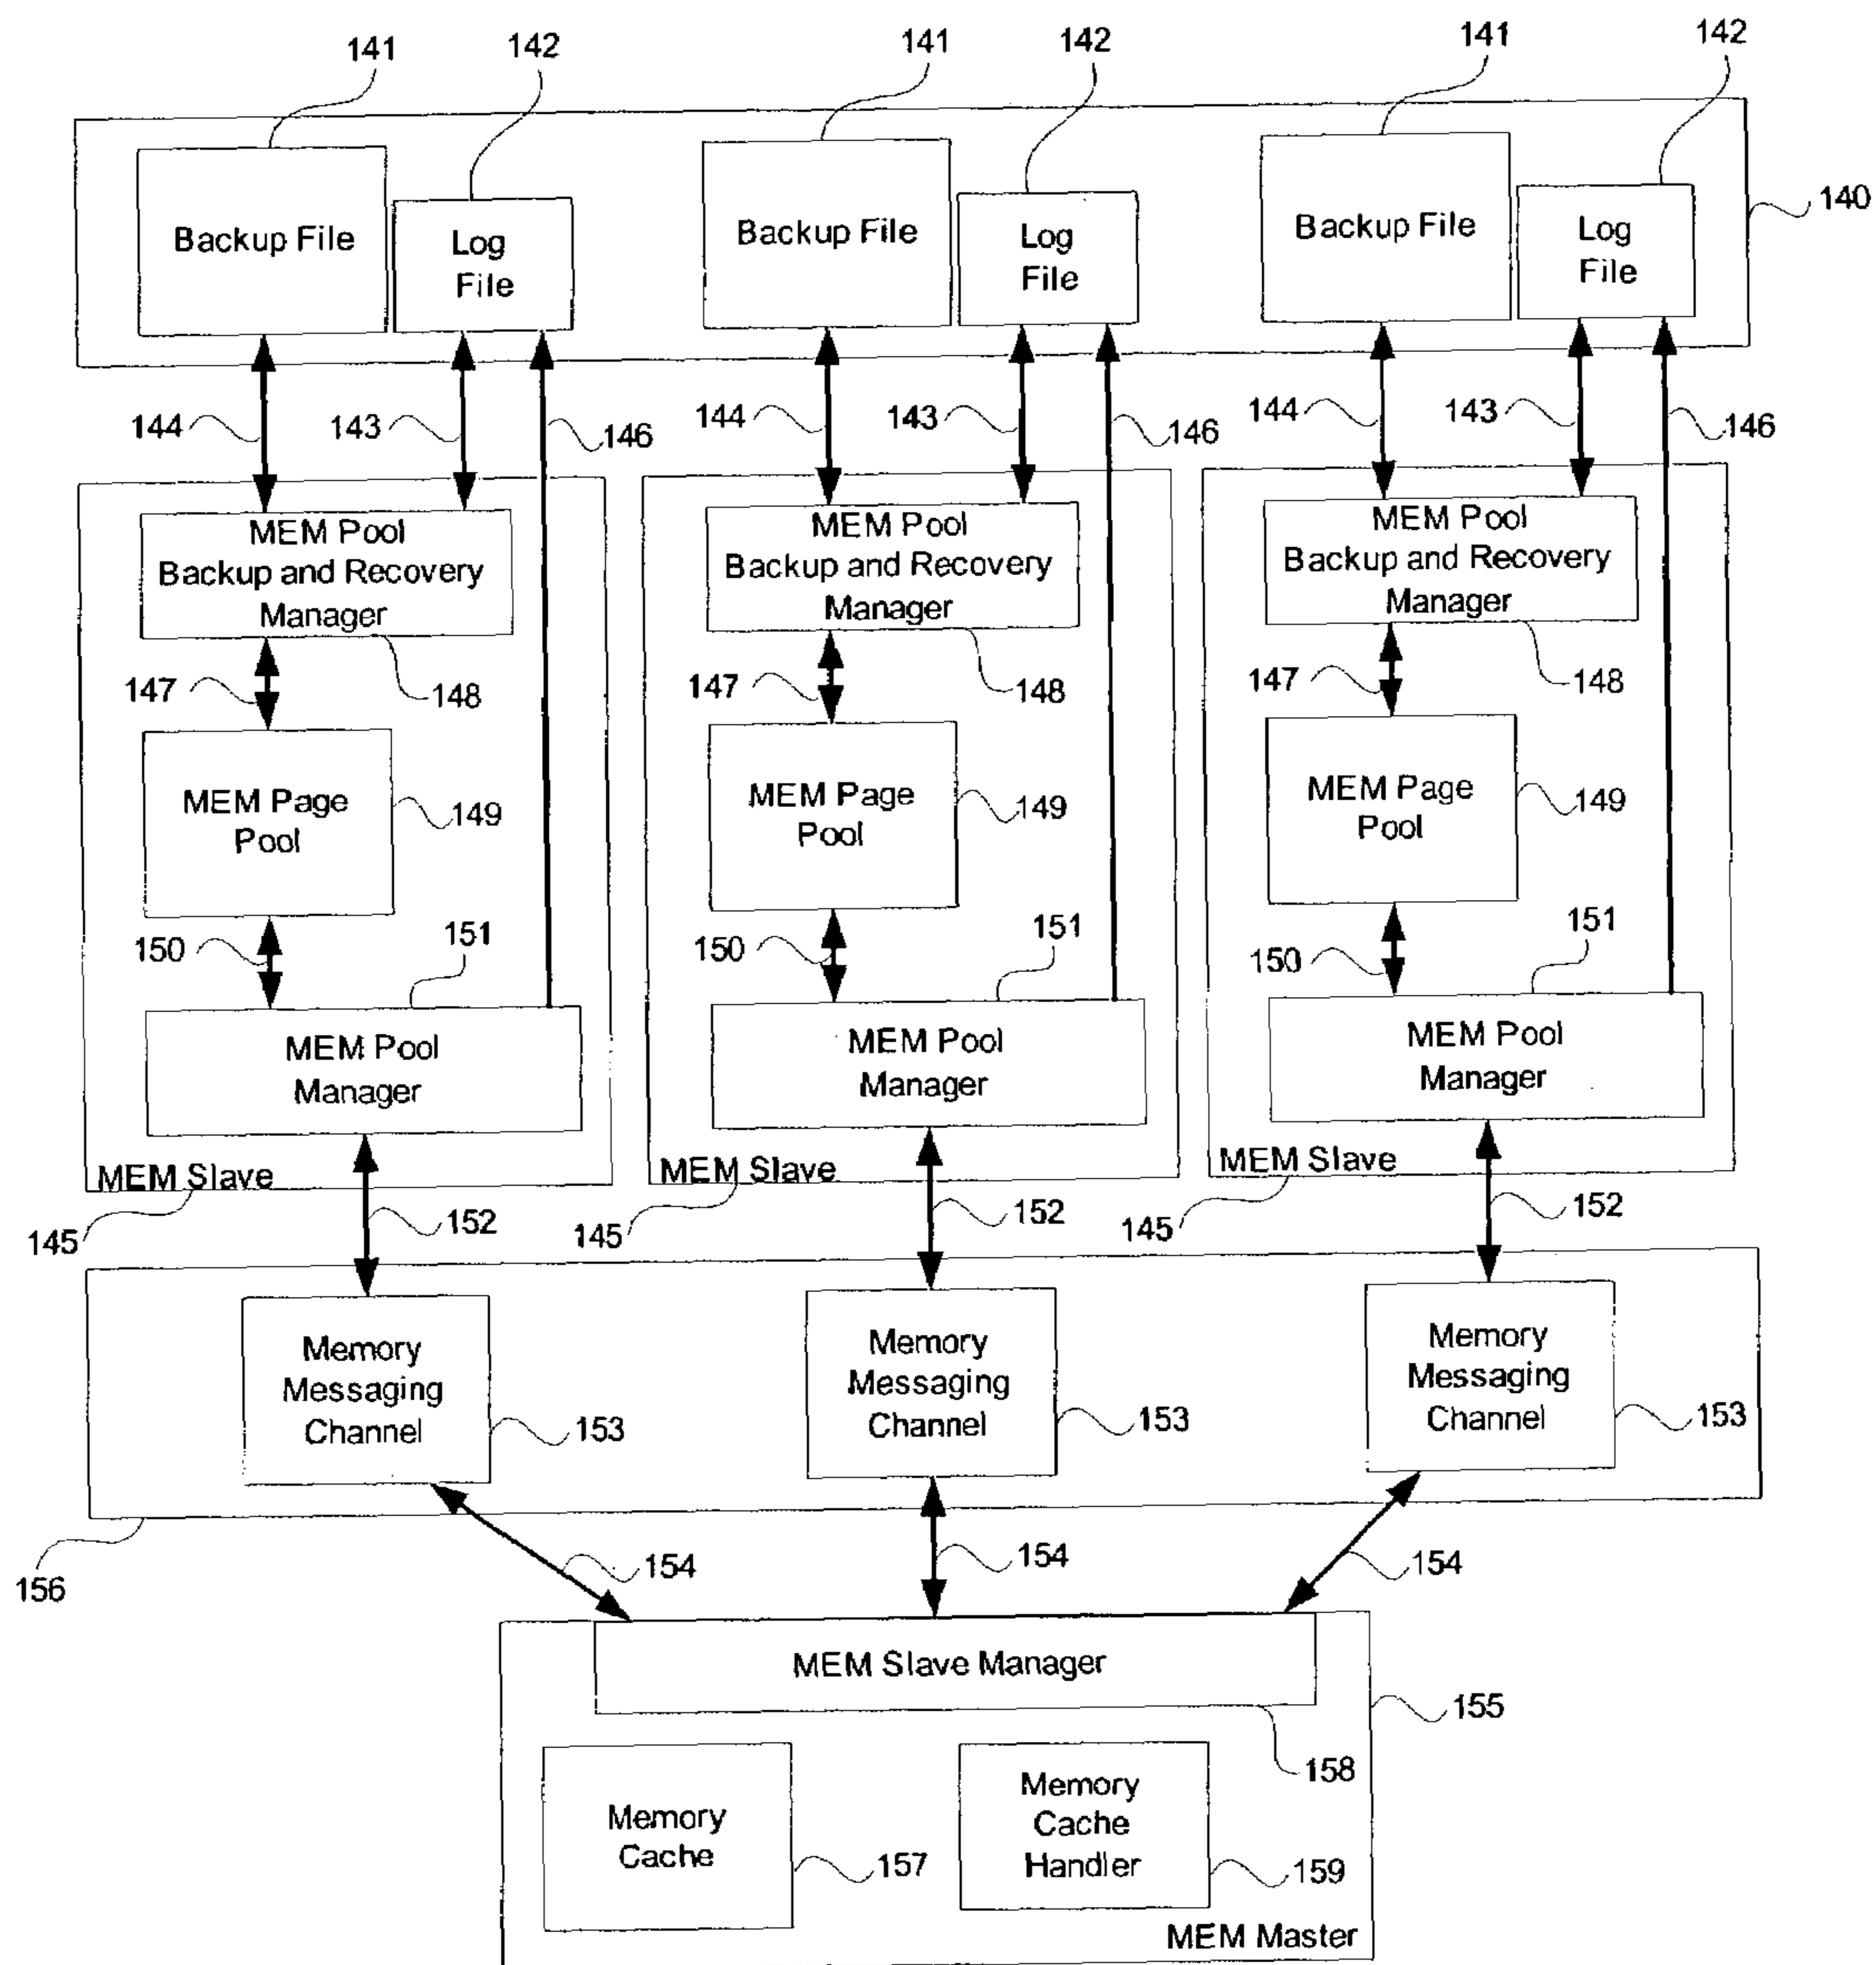 141
142
141
142
141
142
140
Backup File
Log
File
Backup File
Log
File
Backup File
Log
File
144
143
146
144
143
146
144
143
146
MEM Pool
Backup and Recovery
Manager
MEM Pool
Backup and Recovery
Manager
MEM Pool
Backup and Recovery
Manager
147
148
147
148
147
148
MEM Page
Pool
149
MEM Page
Pool
149
MEM Page
Pool
149
150
151
150
151
150
151
MEM Pool
Manager
MEM Pool
Manager
MEM Pool
Manager
MEM Slave
MEM Slave
MEM Slave
145
152
145
152
145
152
Memory
Messaging
Channel
153
Memory
Messaging
Channel
153
Memory
Messaging
Channel
153
156
154
154
154
MEM Slave Manager
155
158
Memory
Cache
157
Memory
Cache
Handler
159
MEM Master